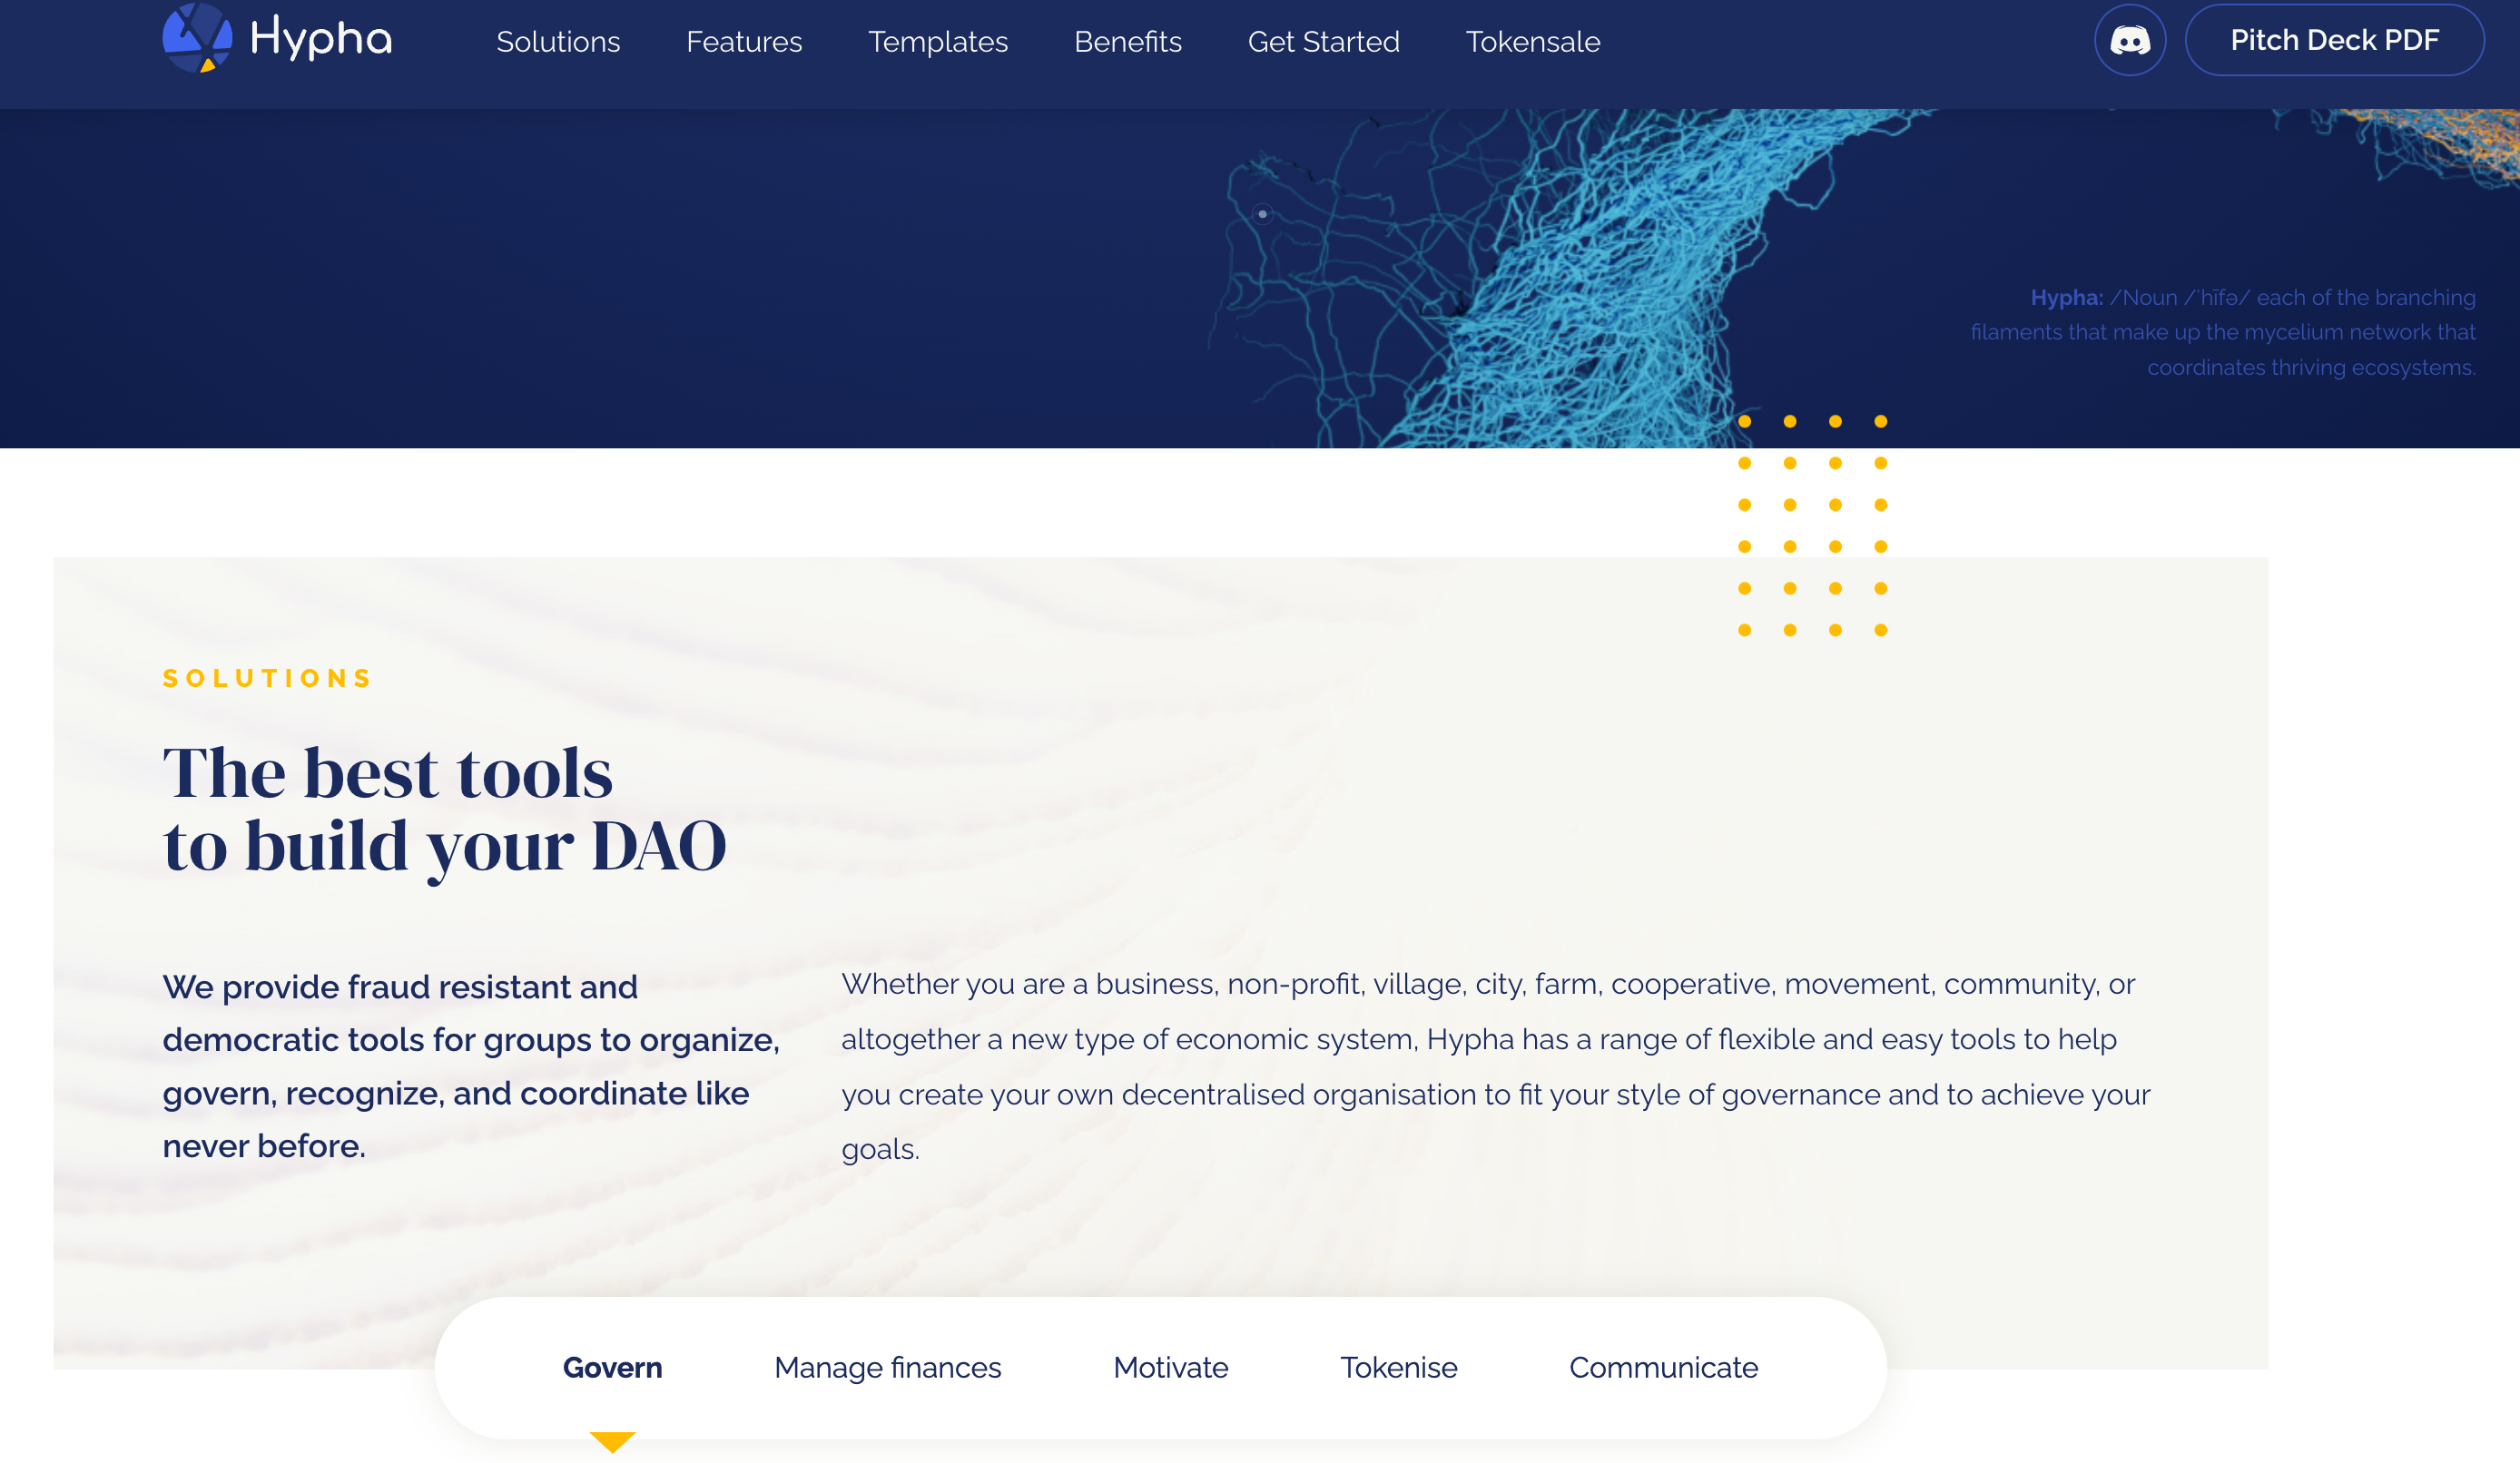 Hypha
Solutions
Features
Templates
Benefits
Get Started
Tokensale
Pitch Deck PDF
Hypha: /Noun /ˈhīfə/ each of the branching
filaments that make up the mycelium network that
coordinates thriving ecosystems.
SOLUTIONS
The best tools
to build your DAO
We provide fraud resistant and
democratic tools for groups to organize,
govern, recognize, and coordinate like
never before.
Whether you are a business, non-profit, village, city, farm, cooperative, movement, community, or
altogether a new type of economic system, Hypha has a range of flexible and easy tools to help
you create your own decentralised organisation to fit your style of governance and to achieve your
goals.
Govern
Manage finances
Motivate
Tokenise
Communicate